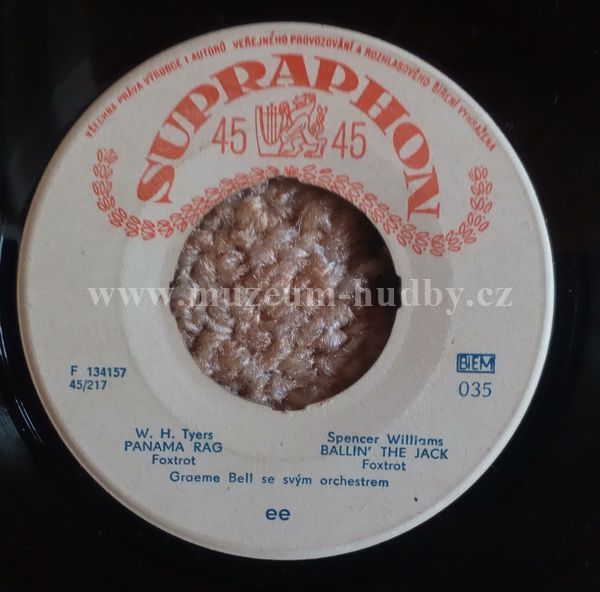 VŠECHNA PRÁVA VÝROBCE I AUTORŮ VEŘEJNÉHO PROVOZOVÁNÍ A ROZHLASOVÉHO ŠÍŘENÍ VYHRAZENA
SUPRAPHON
45 45
www.muzeum-hudby.cz
F 134157
45/217
BIEM
035
W. H. Tyers
PANAMA RAG
Foxtrot
Spencer Williams
BALLIN' THE JACK
Foxtrot
Graeme Bell se svým orchestrem
ee